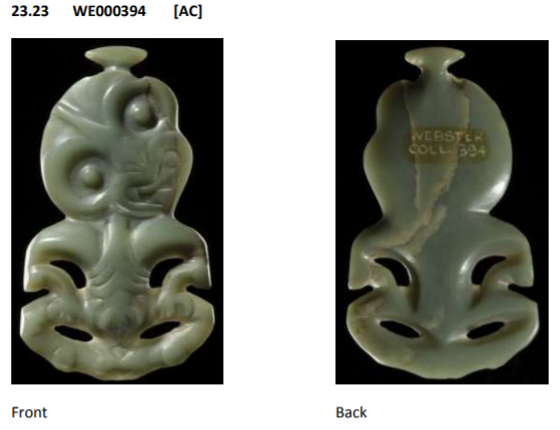 23.23 WE000394 [AC]
WEBSTER
COLL. 394
Front Back